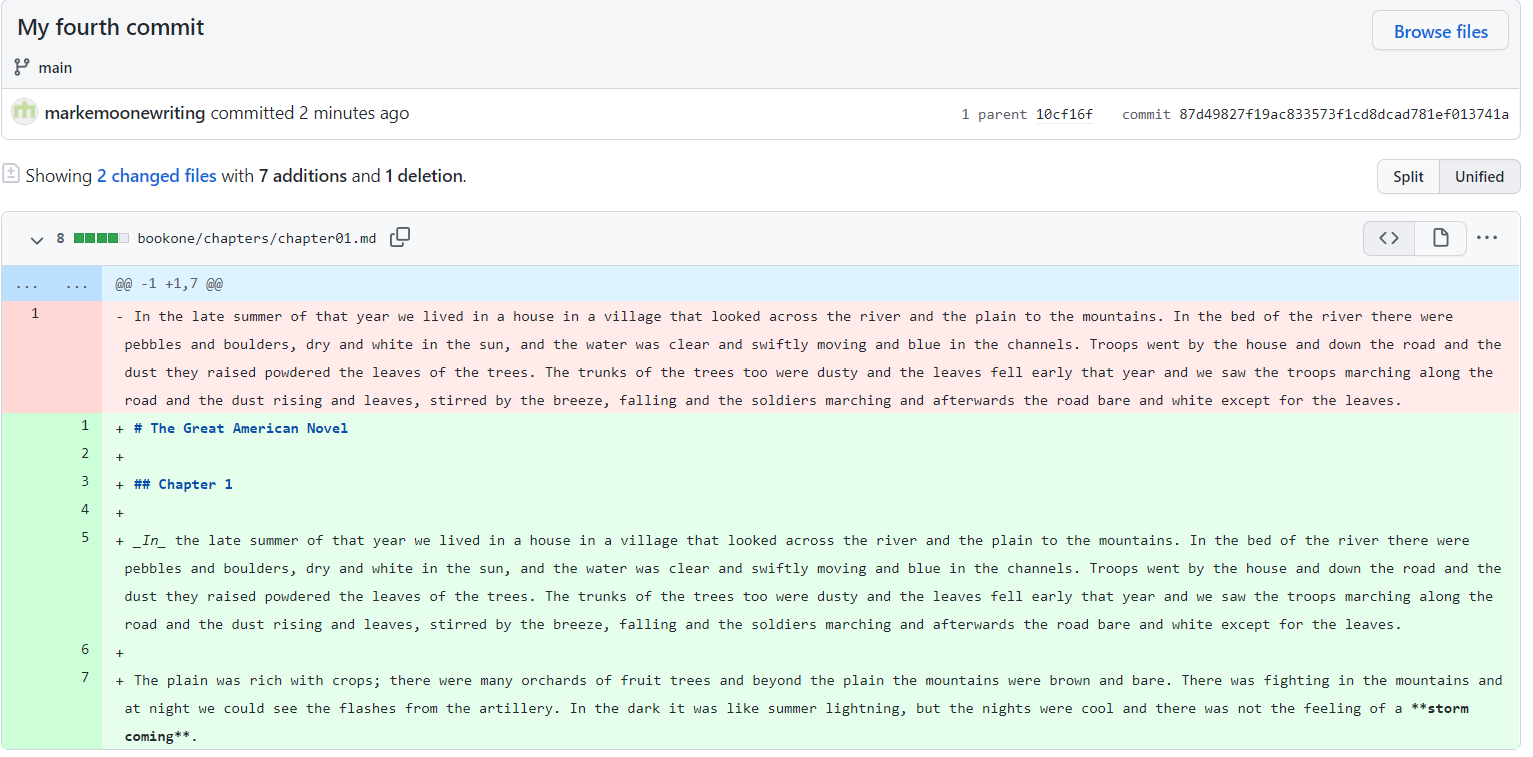 My fourth commit
Browse files
main
markemoonewriting committed 2 minutes ago
1 parent 10cf16f commit 87d49827f19ac833573f1cd8dcad781ef013741a
Showing 2 changed files with 7 additions and 1 deletion.
Split Unified
8 bookone/chapters/chapter01.md
... ... @@ -1 +1,7 @@
1 - In the late summer of that year we lived in a house in a village that looked across the river and the plain to the mountains. In the bed of the river there were
pebbles and boulders, dry and white in the sun, and the water was clear and swiftly moving and blue in the channels. Troops went by the house and down the road and the
dust they raised powdered the leaves of the trees. The trunks of the trees too were dusty and the leaves fell early that year and we saw the troops marching along the
road and the dust rising and leaves, stirred by the breeze, falling and the soldiers marching and afterwards the road bare and white except for the leaves.
1 + # The Great American Novel
2 +
3 + ## Chapter 1
4 +
5 + _In_ the late summer of that year we lived in a house in a village that looked across the river and the plain to the mountains. In the bed of the river there were
pebbles and boulders, dry and white in the sun, and the water was clear and swiftly moving and blue in the channels. Troops went by the house and down the road and the
dust they raised powdered the leaves of the trees. The trunks of the trees too were dusty and the leaves fell early that year and we saw the troops marching along the
road and the dust rising and leaves, stirred by the breeze, falling and the soldiers marching and afterwards the road bare and white except for the leaves.
6 +
7 + The plain was rich with crops; there were many orchards of fruit trees and beyond the plain the mountains were brown and bare. There was fighting in the mountains and
at night we could see the flashes from the artillery. In the dark it was like summer lightning, but the nights were cool and there was not the feeling of a **storm
coming**.